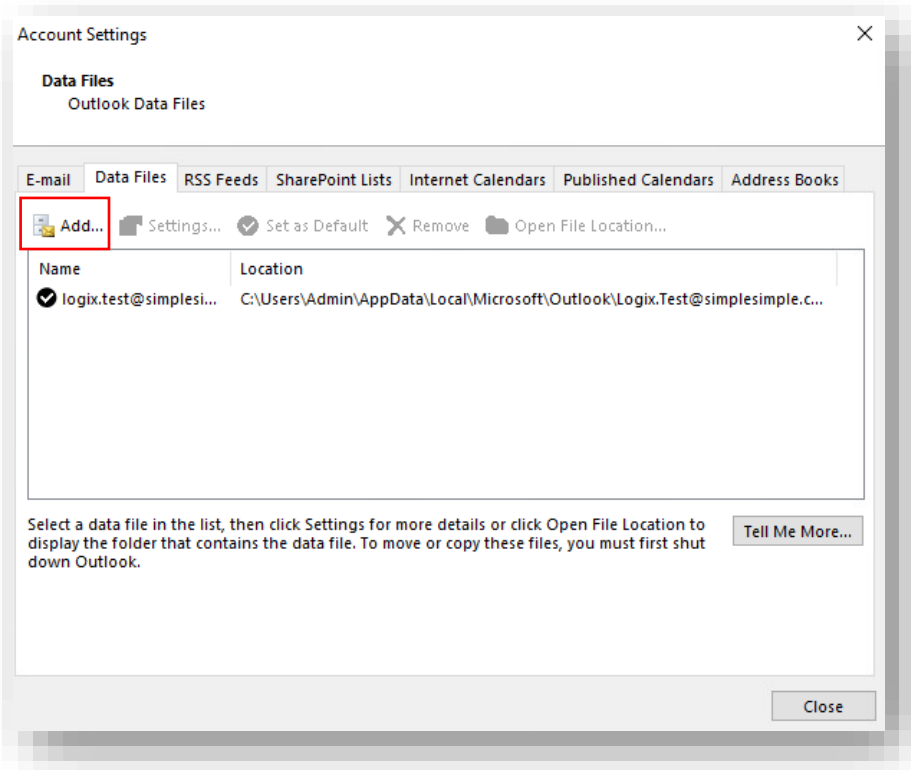 Account Settings
Data Files
Outlook Data Files
E-mail Data Files RSS Feeds SharePoint Lists Internet Calendars Published Calendars Address Books
Add... Settings... Set as Default Remove Open File Location...
Name Location
logix.test@simplesi... C:\Users\Admin\AppData\Local\Microsoft\Outlook\Logix.Test@simplesimple.c...
Select a data file in the list, then click Settings for more details or click Open File Location to
display the folder that contains the data file. To move or copy these files, you must first shut
down Outlook.
Tell Me More...
Close